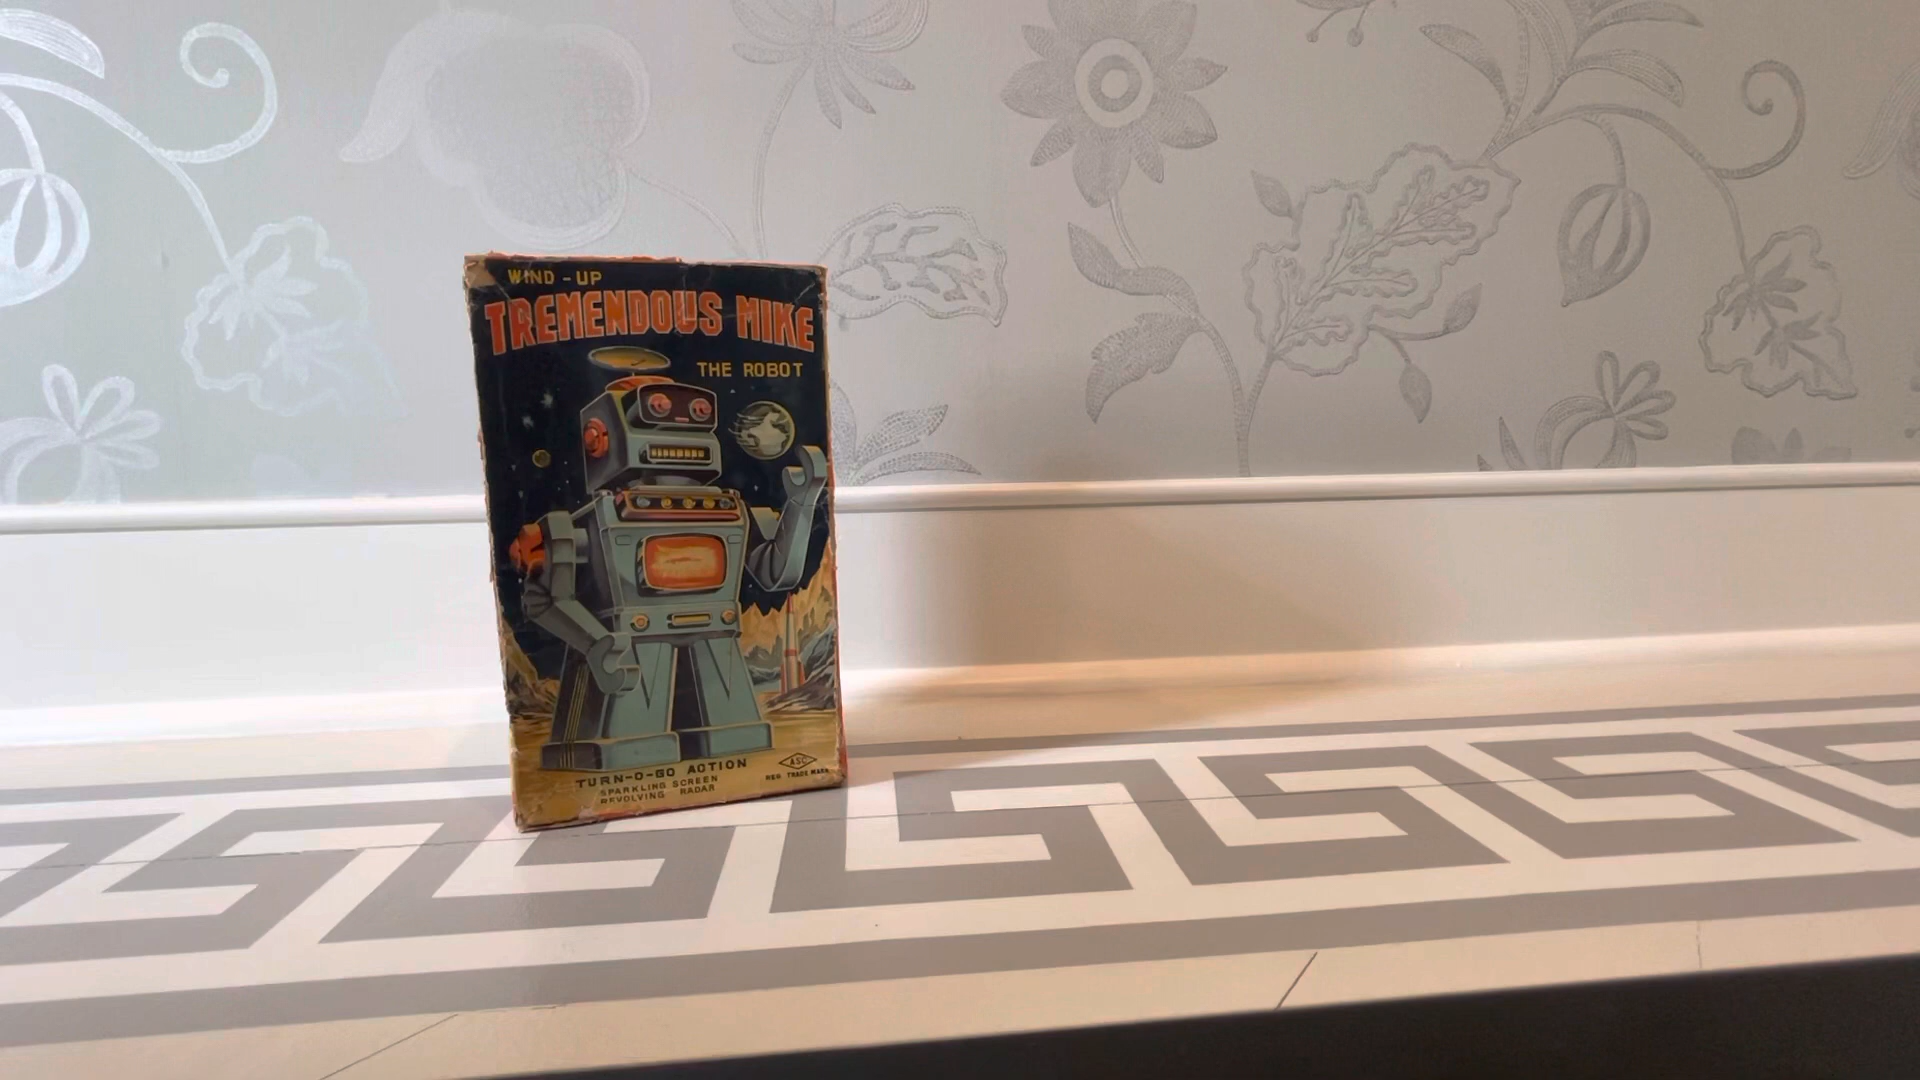 WIND-UP
TREMENDOUS MIKE
THE ROBOT
TURN-O-GO ACTION
SPARKLING SCREEN
REVOLVING RADAR
ASC
REG TRADE MARK